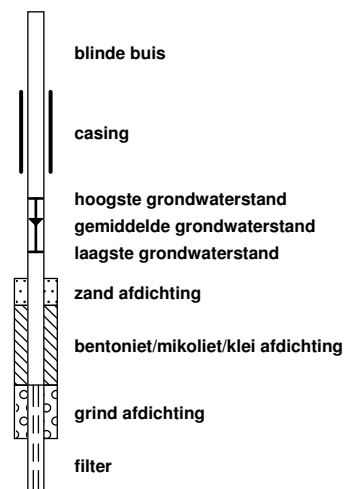 blinde buis
casing
hoogste grondwaterstand
gemiddelde grondwaterstand
laagste grondwaterstand
zand afdichting
bentoniet/mikoliet/klei afdichting
grind afdichting
filter